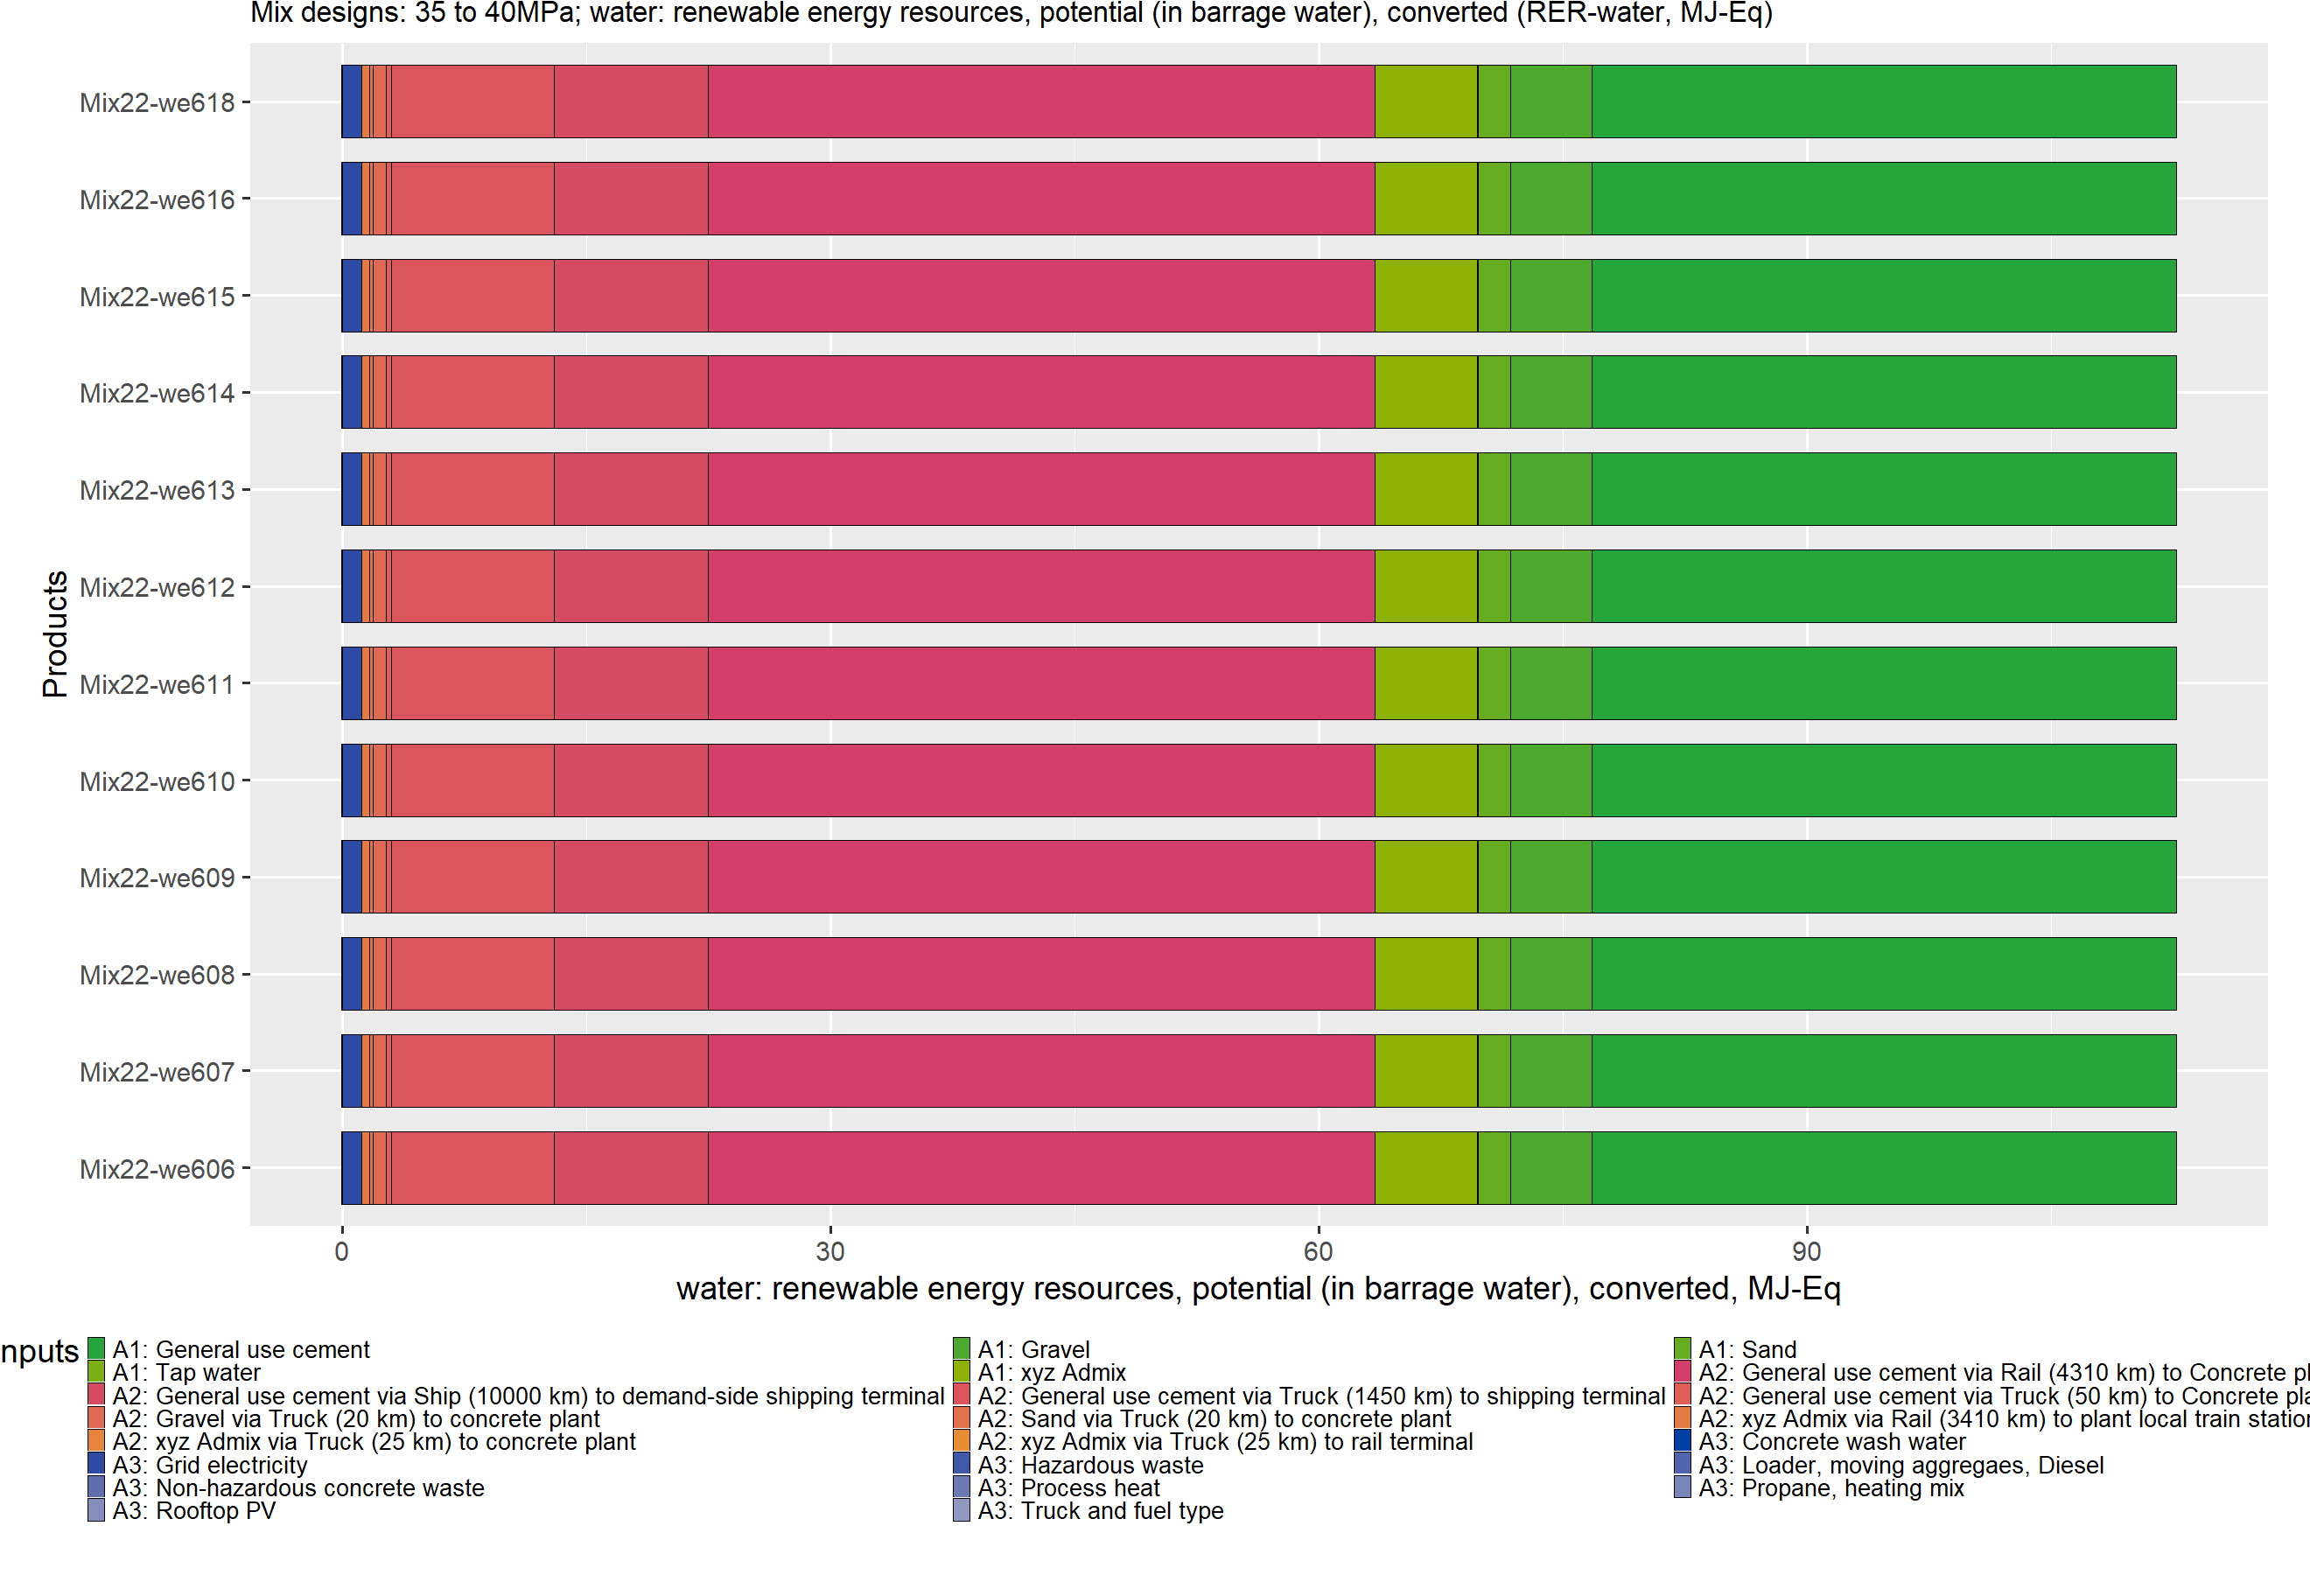 Mix designs: 35 to 40MPa; water: renewable energy resources, potential (in barrage water), converted (RER-water, MJ-Eq)
Mix22-we618
Mix22-we616
Mix22-we615
Mix22-we614
Mix22-we613
Mix22-we612
Mix22-we611
Mix22-we610
Mix22-we609
Mix22-we608
Mix22-we607
Mix22-we606
Products
0 30 60 90
water: renewable energy resources, potential (in barrage water), converted, MJ-Eq
nputs
A1: General use cement A1: Gravel A1: Sand
A1: Tap water A1: xyz Admix A2: General use cement via Rail (4310 km) to Concrete pl
A2: General use cement via Ship (10000 km) to demand-side shipping terminal A2: General use cement via Truck (1450 km) to shipping terminal A2: General use cement via Truck (50 km) to Concrete pla
A2: Gravel via Truck (20 km) to concrete plant A2: Sand via Truck (20 km) to concrete plant A2: xyz Admix via Rail (3410 km) to plant local train station
A2: xyz Admix via Truck (25 km) to concrete plant A2: xyz Admix via Truck (25 km) to rail terminal A3: Concrete wash water
A3: Grid electricity A3: Hazardous waste A3: Loader, moving aggregaes, Diesel
A3: Non-hazardous concrete waste A3: Process heat A3: Propane, heating mix
A3: Rooftop PV A3: Truck and fuel type